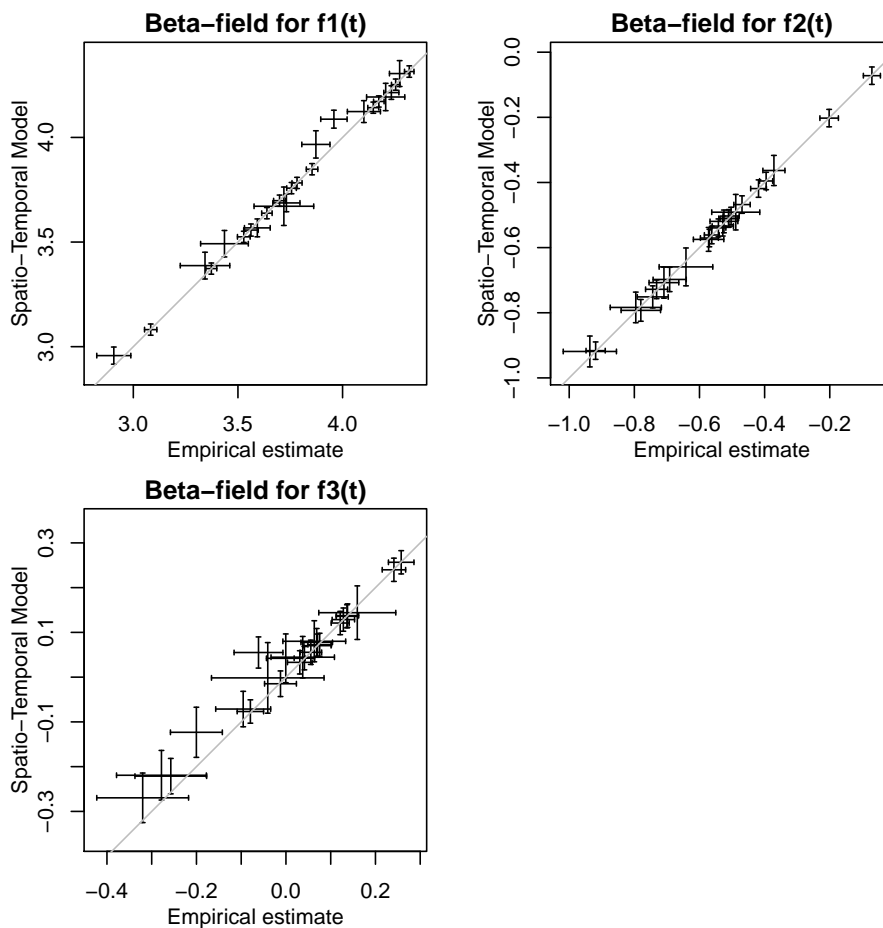 Beta−field for f1(t)
Spatio−Temporal Model
3.0 3.5 4.0
3.0 3.5 4.0
Empirical estimate
Beta−field for f2(t)
Spatio−Temporal Model
−1.0 −0.8 −0.6 −0.4 −0.2 0.0
−1.0 −0.8 −0.6 −0.4 −0.2
Empirical estimate
Beta−field for f3(t)
Spatio−Temporal Model
−0.3 −0.1 0.1 0.3
−0.4 −0.2 0.0 0.2
Empirical estimate